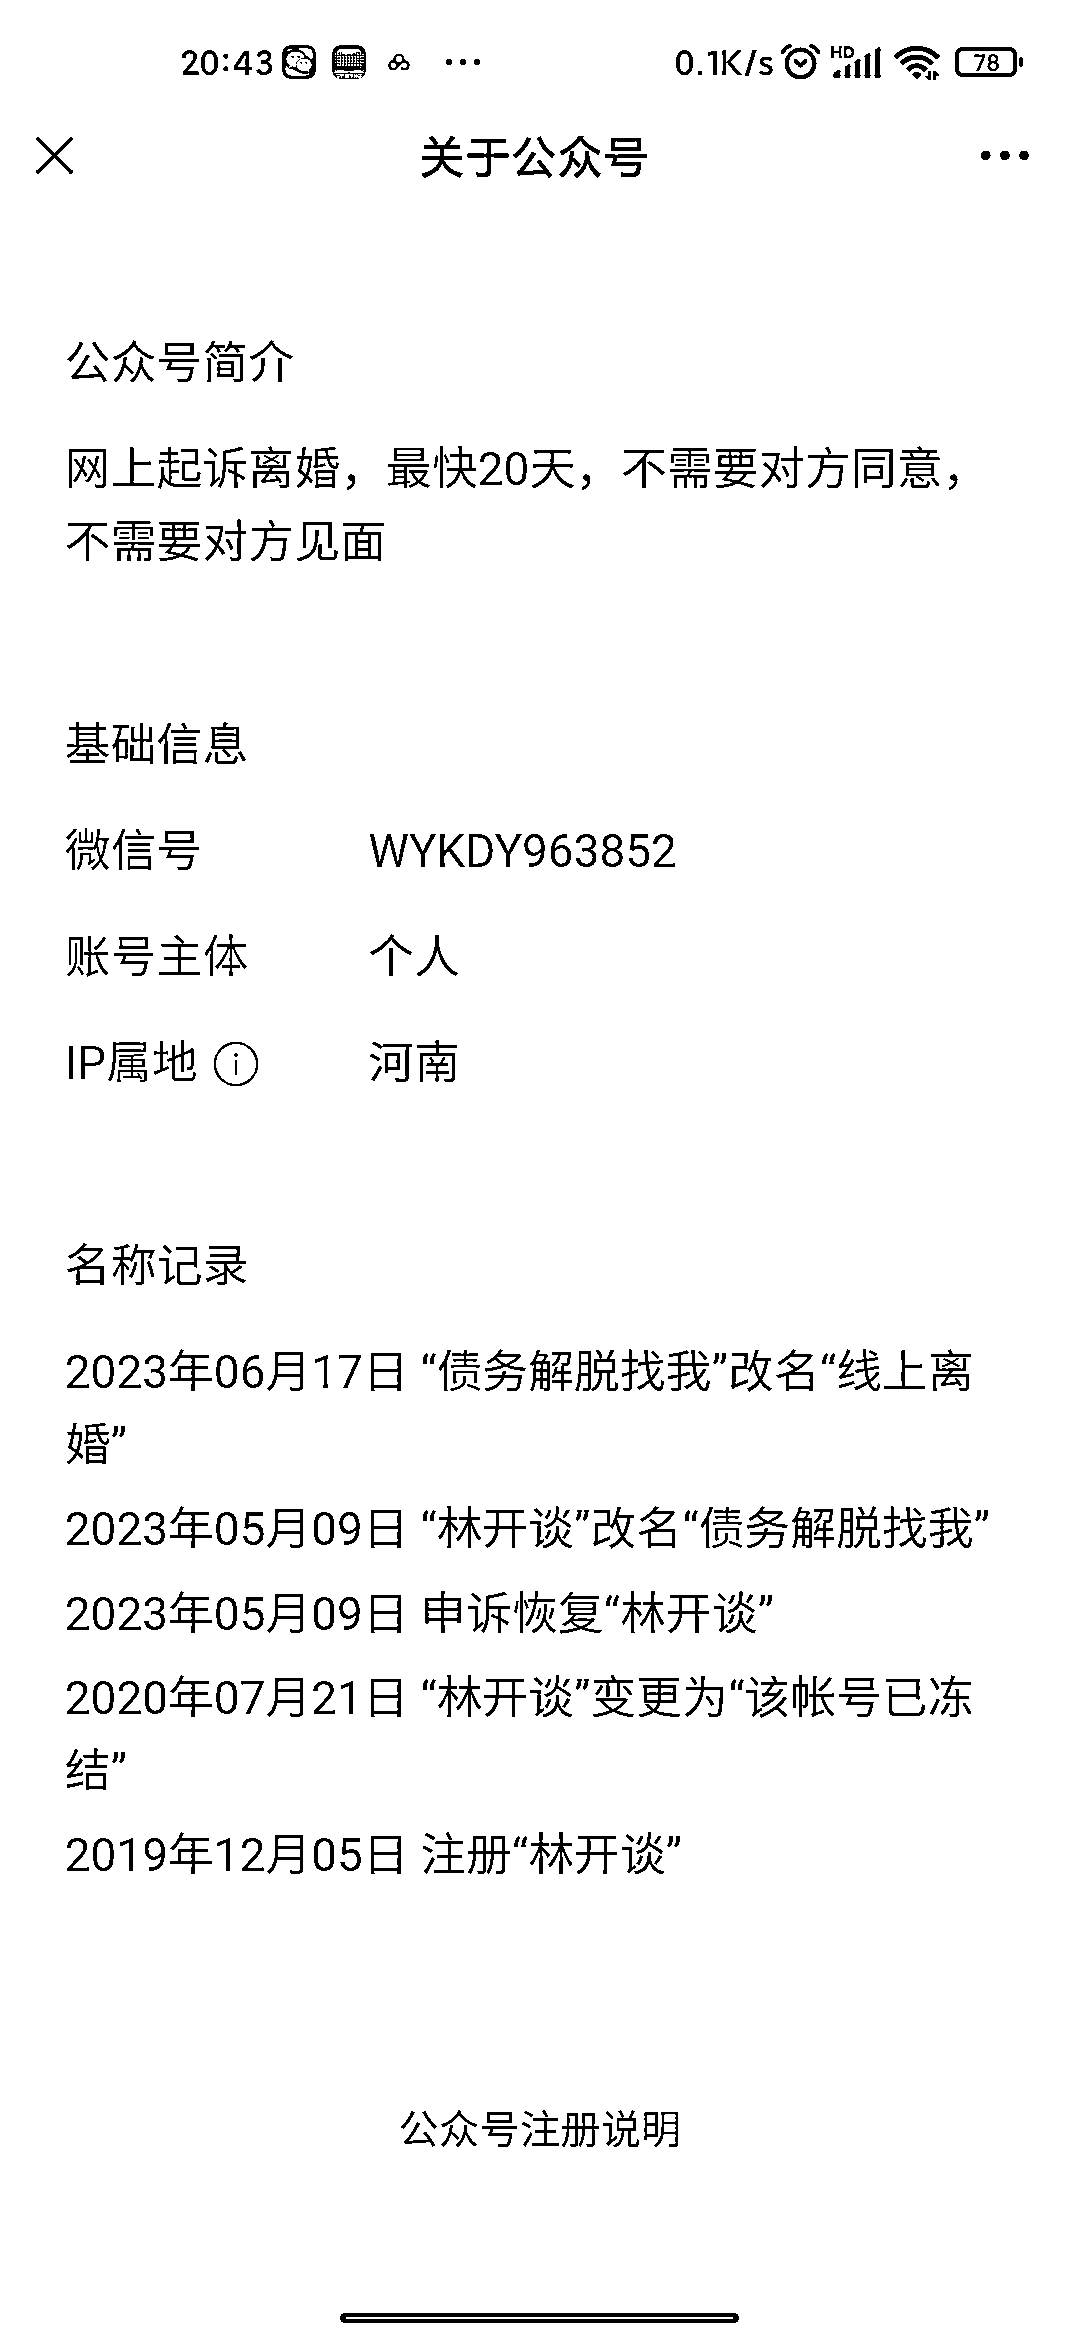 20:43
0.1K/s HD 78
关于公众号
公众号简介
网上起诉离婚，最快20天，不需要对方同意，
不需要对方见面
基础信息
微信号 WYKDY963852
账号主体 个人
IP属地 河南
名称记录
2023年06月17日 “债务解脱找我”改名“线上离
婚”
2023年05月09日 “林开谈”改名“债务解脱找我”
2023年05月09日 申诉恢复“林开谈”
2020年07月21日 “林开谈”变更为“该帐号已冻
结”
2019年12月05日 注册“林开谈”
公众号注册说明